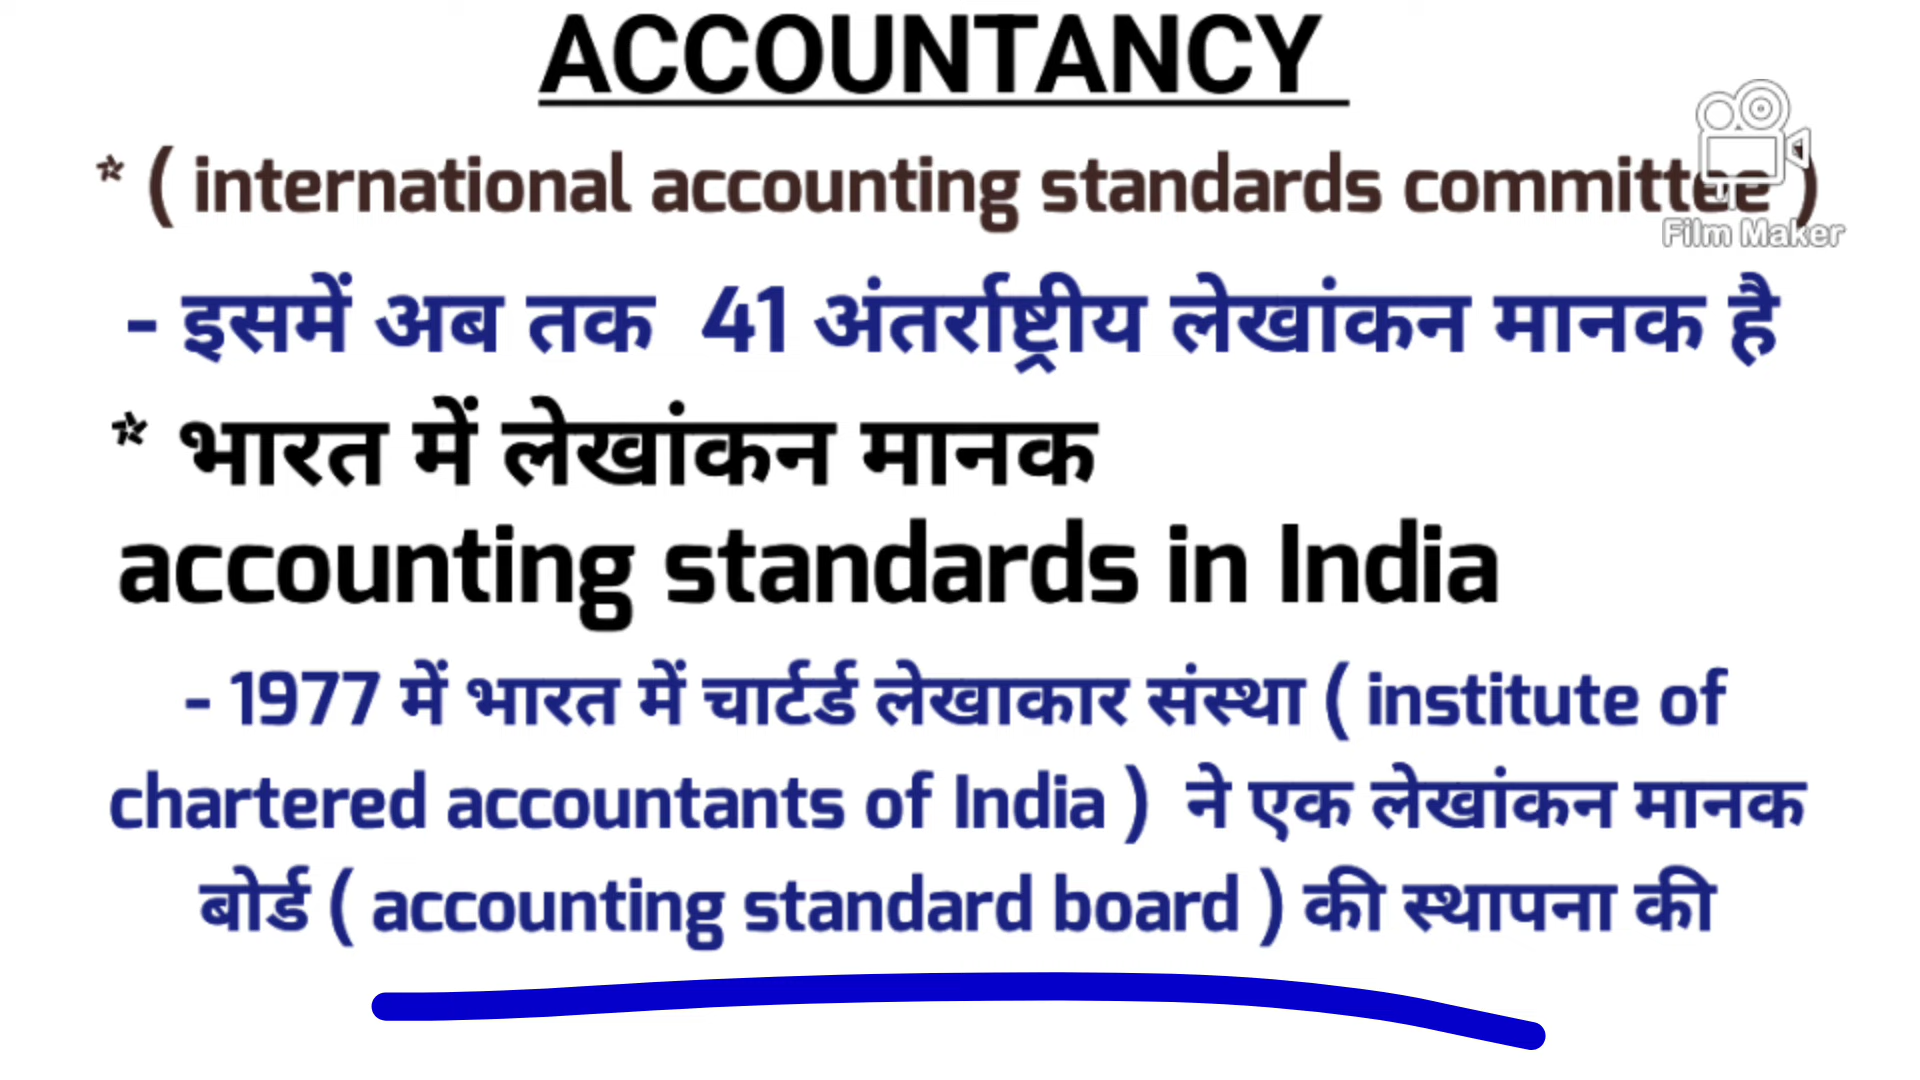 ACCOUNTANCY
* ( international accounting standards committee )
Film Maker
- इसमें अब तक 41 अंतर्राष्ट्रीय लेखांकन मानक है
* भारत में लेखांकन मानक
accounting standards in India
- 1977 में भारत में चार्टर्ड लेखाकार संस्था ( institute of
chartered accountants of India ) ने एक लेखांकन मानक
बोर्ड ( accounting standard board ) की स्थापना की